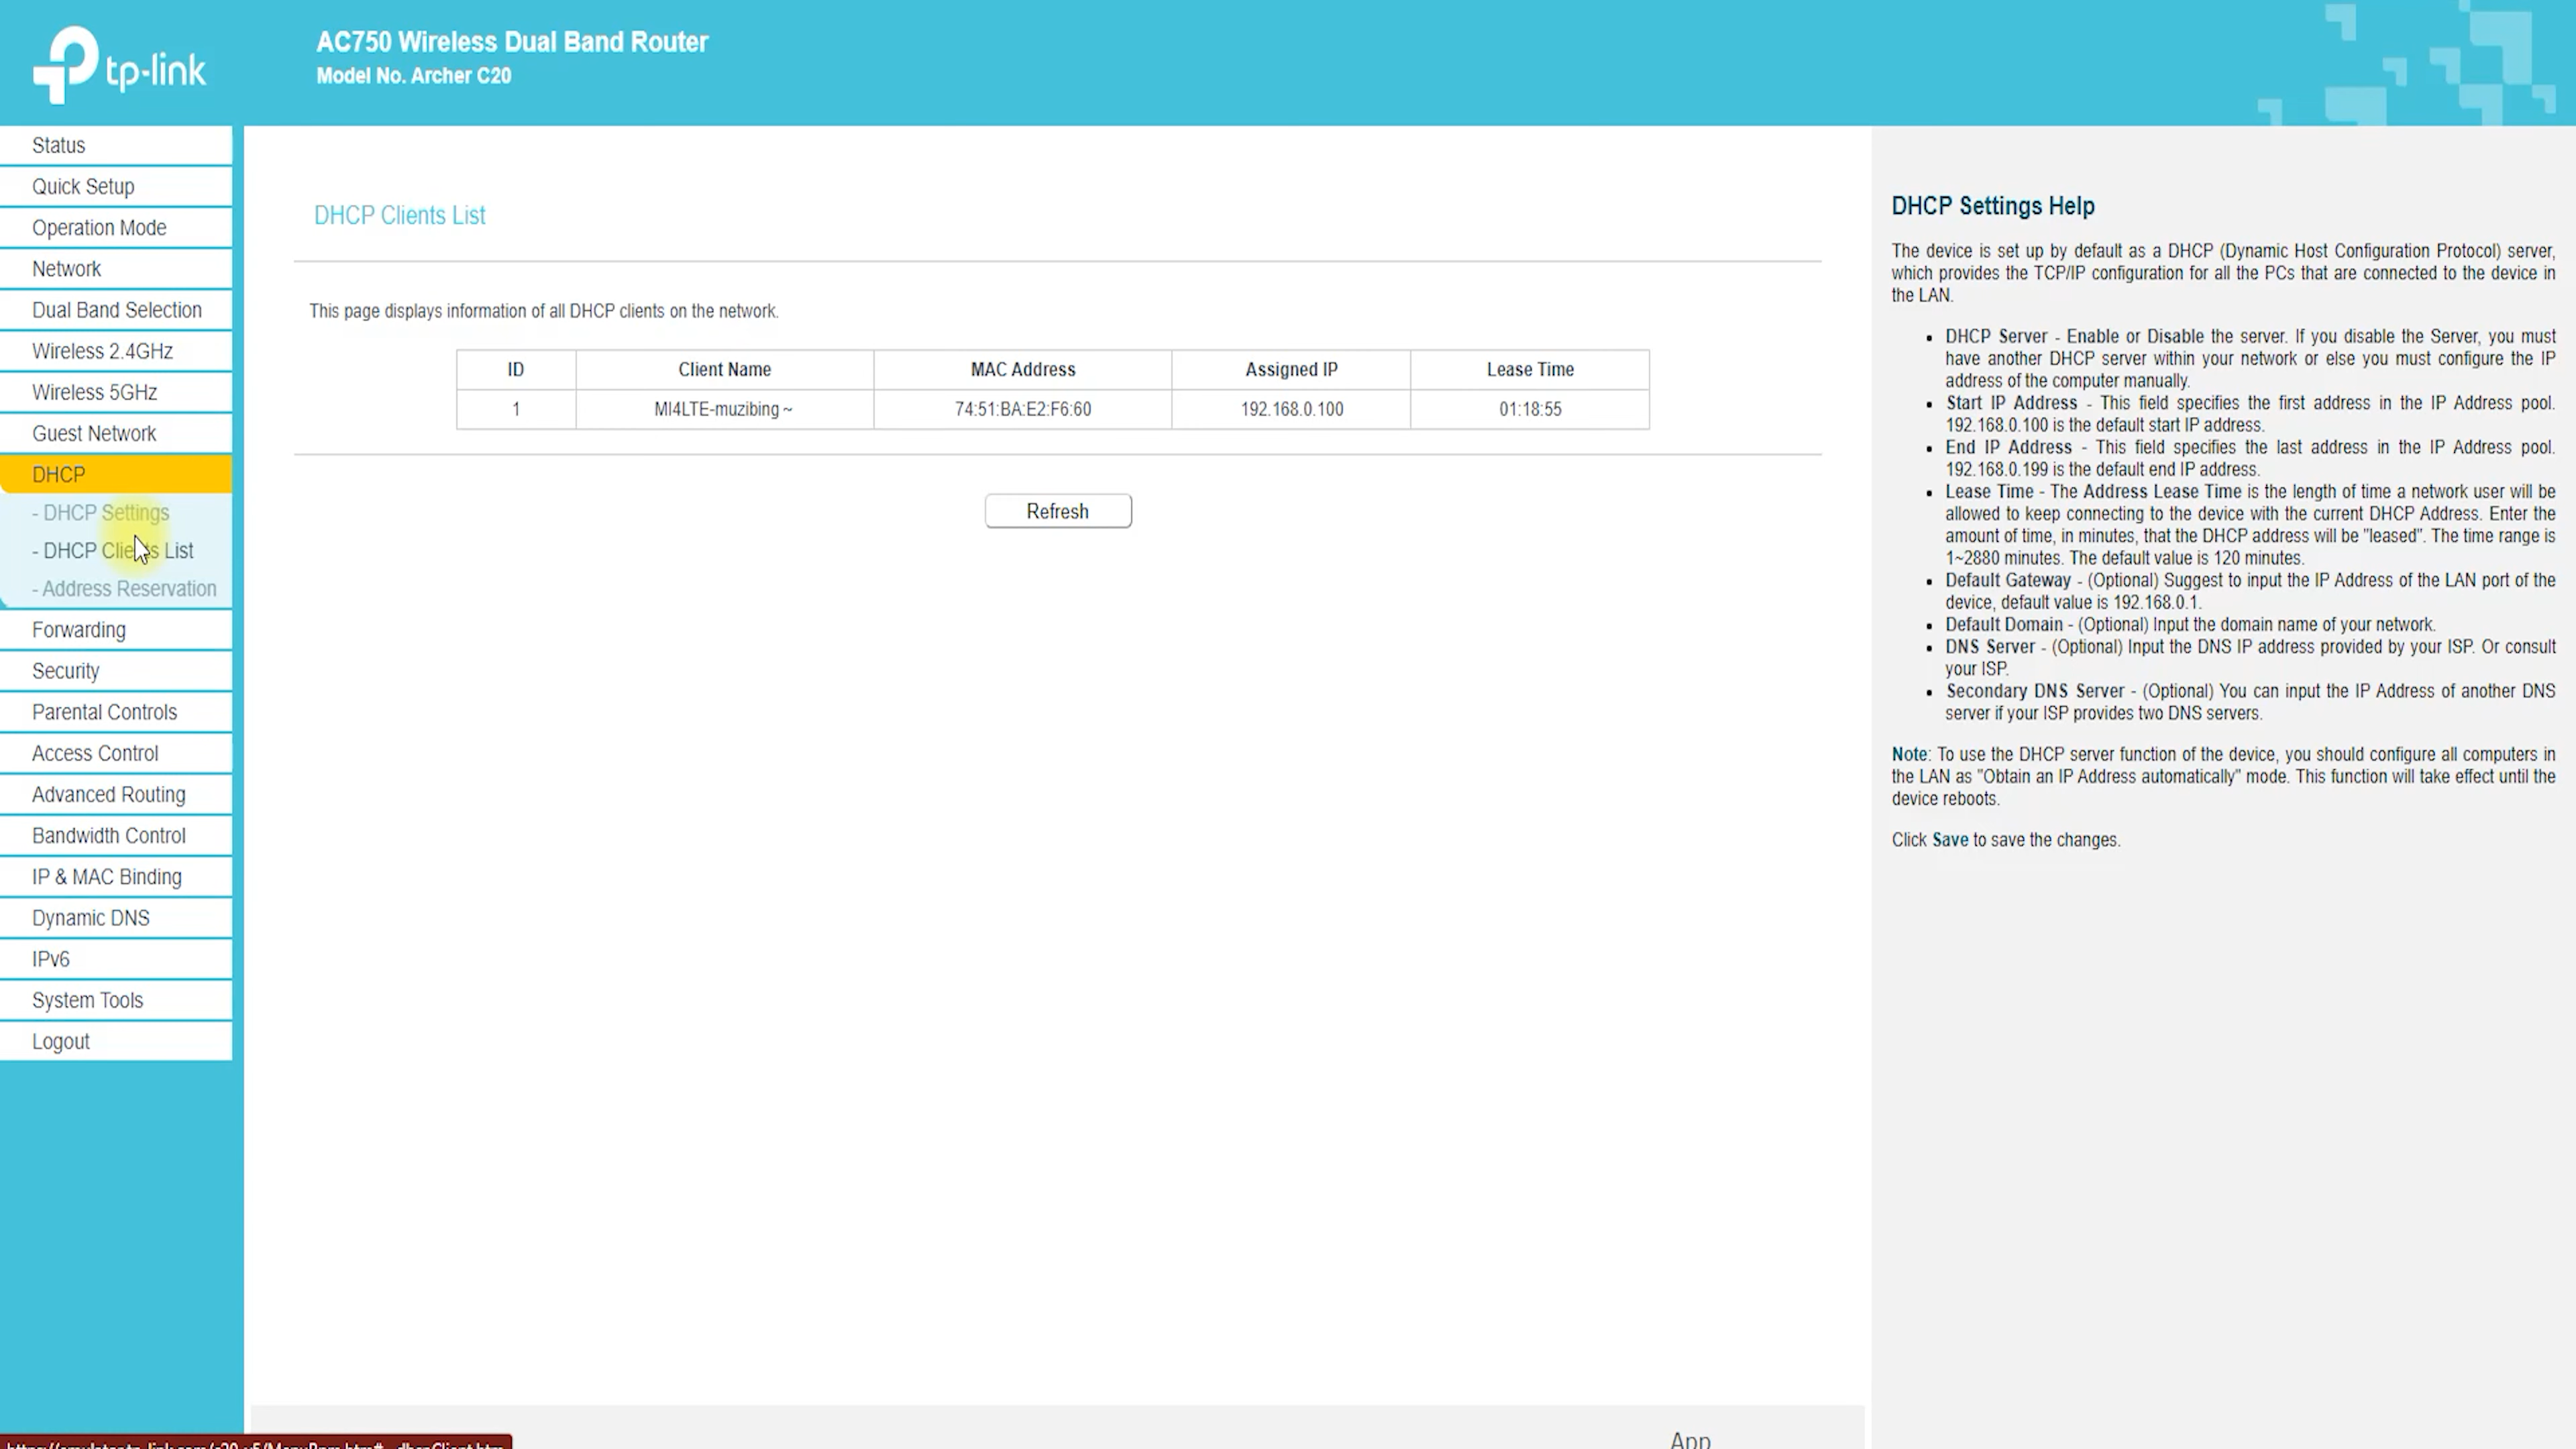 tp-link
AC750 Wireless Dual Band Router
Model No. Archer C20
Status
Quick Setup
Operation Mode
Network
Dual Band Selection
Wireless 2.4GHz
Wireless 5GHz
Guest Network
DHCP
- DHCP Settings
- DHCP Clients List
- Address Reservation
Forwarding
Security
Parental Controls
Access Control
Advanced Routing
Bandwidth Control
IP & MAC Binding
Dynamic DNS
IPv6
System Tools
Logout
DHCP Clients List
This page displays information of all DHCP clients on the network.
ID Client Name MAC Address Assigned IP Lease Time
1 MI4LTE-muzibing ~ 74:51:BA:E2:F6:60 192.168.0.100 01:18:55
Refresh
DHCP Settings Help
The device is set up by default as a DHCP (Dynamic Host Configuration Protocol) server,
which provides the TCP/IP configuration for all the PCs that are connected to the device in
the LAN.
• DHCP Server - Enable or Disable the server. If you disable the Server, you must
have another DHCP server within your network or else you must configure the IP
address of the computer manually.
• Start IP Address - This field specifies the first address in the IP Address pool.
192.168.0.100 is the default start IP address.
• End IP Address - This field specifies the last address in the IP Address pool.
192.168.0.199 is the default end IP address.
• Lease Time - The Address Lease Time is the length of time a network user will be
allowed to keep connecting to the device with the current DHCP Address. Enter the
amount of time, in minutes, that the DHCP address will be "leased". The time range is
1~2880 minutes. The default value is 120 minutes.
• Default Gateway - (Optional) Suggest to input the IP Address of the LAN port of the
device, default value is 192.168.0.1.
• Default Domain - (Optional) Input the domain name of your network.
• DNS Server - (Optional) Input the DNS IP address provided by your ISP. Or consult
your ISP.
• Secondary DNS Server - (Optional) You can input the IP Address of another DNS
server if your ISP provides two DNS servers.
Note: To use the DHCP server function of the device, you should configure all computers in
the LAN as "Obtain an IP Address automatically" mode. This function will take effect until the
device reboots.
Click Save to save the changes.
App